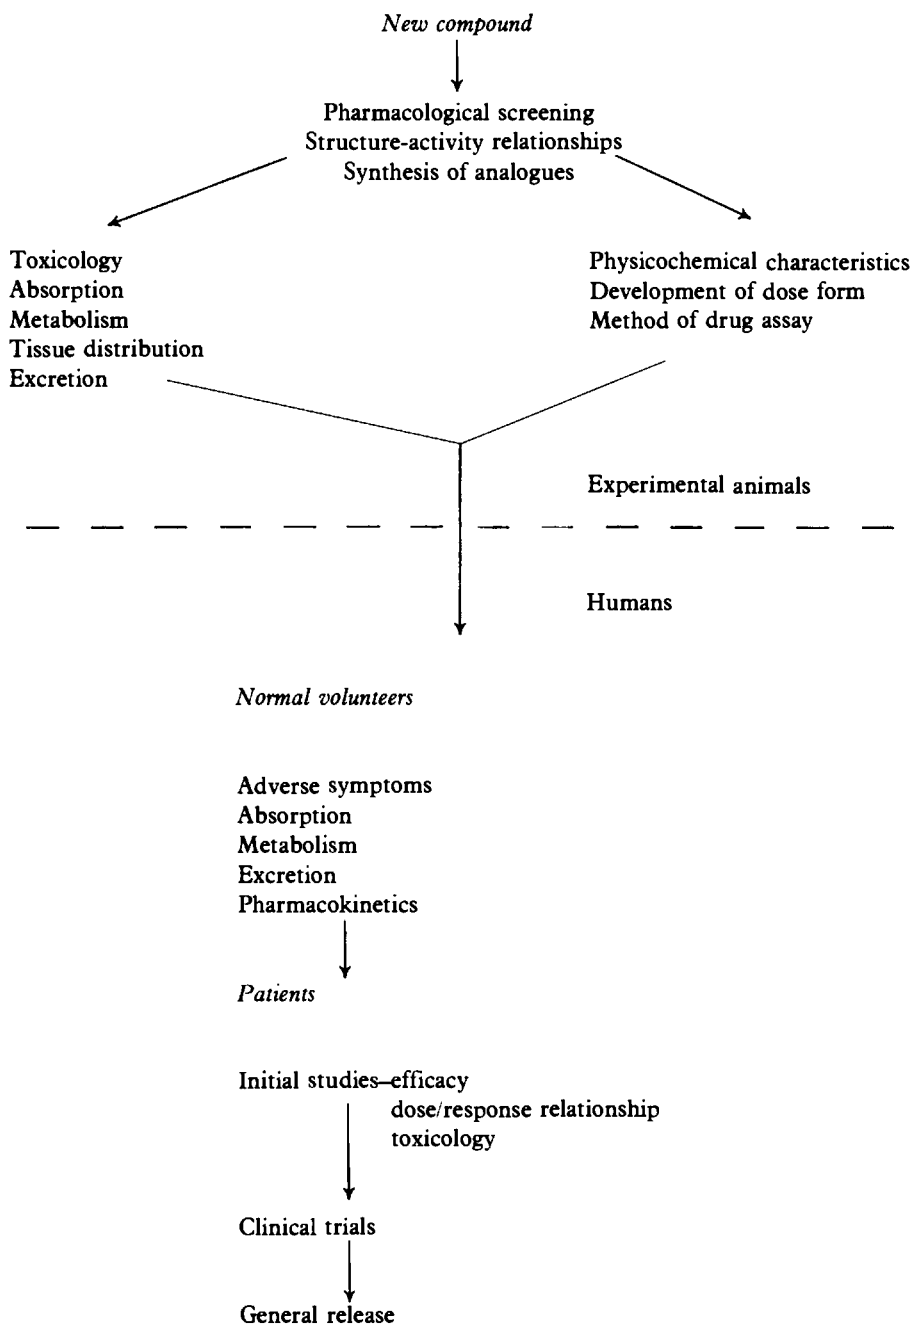 New compound
Pharmacological screening
Structure-activity relationships
Synthesis of analogues
Toxicology
Absorption
Metabolism
Tissue distribution
Excretion
Physicochemical characteristics
Development of dose form
Method of drug assay
Experimental animals
Humans
Normal volunteers
Adverse symptoms
Absorption
Metabolism
Excretion
Pharmacokinetics
Patients
Initial studies–efficacy
dose/response relationship
toxicology
Clinical trials
General release